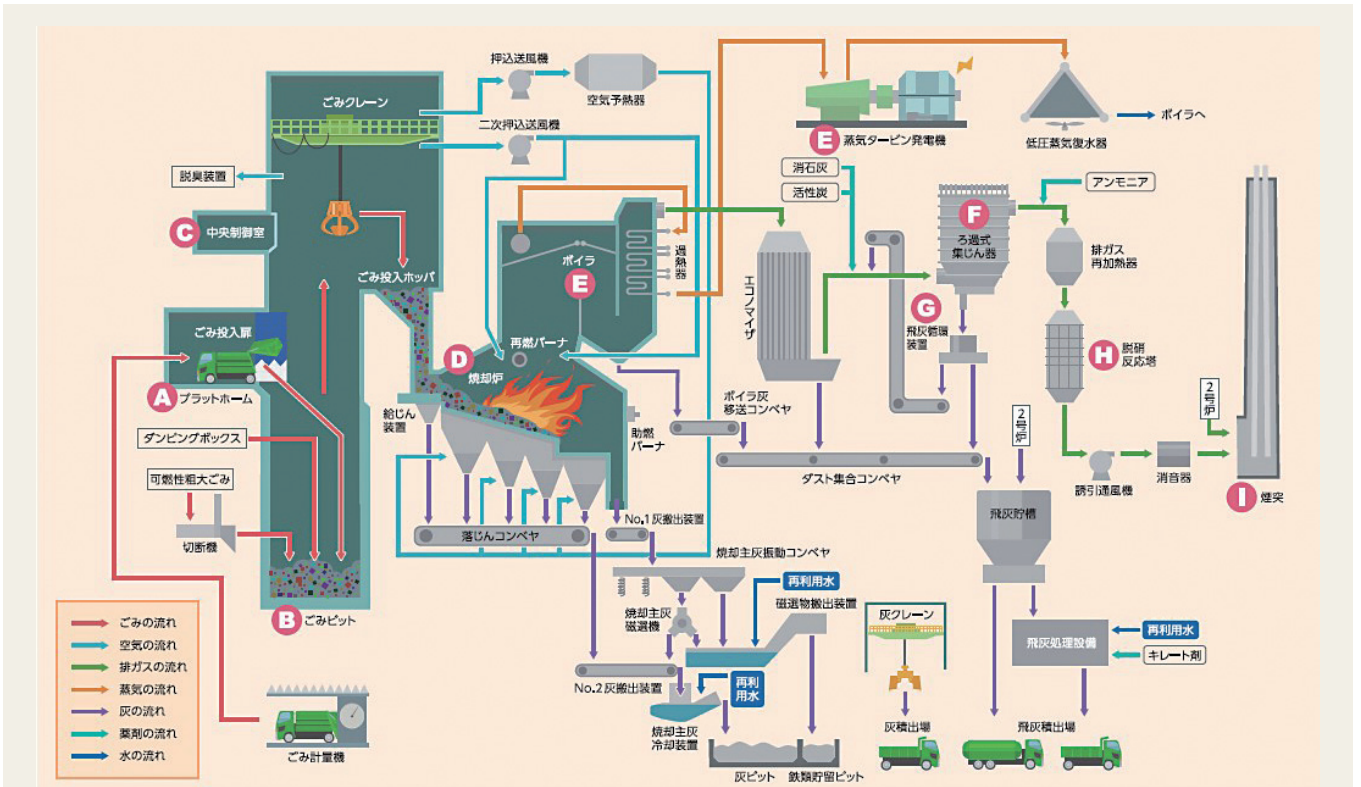 押込送風機
空気予熱器
ごみクレーン
二次押込送風機
脱臭装置
C
中央制御室
ごみ投入ホッパ
ごみ投入扉
A
プラットホーム
ダンピングボックス
可燃性粗大ごみ
切断機
B
ごみピット
ごみ計量機
E
蒸気タービン発電機
低圧蒸気復水器
ボイラへ
消石灰
活性炭
アンモニア
F
ろ過式
集じん器
排ガス
再加熱器
ボイラ
E
過熱器
エコノマイザ
G
飛灰循環
装置
H
脱硝
反応塔
D
焼却炉
再燃バーナ
給じん
装置
助燃
バーナ
ボイラ灰
移送コンベヤ
ダスト集合コンベヤ
2号炉
2号炉
誘引通風機
消音器
I
煙突
落じんコンベヤ
No.1灰搬出装置
飛灰貯槽
焼却主灰振動コンベヤ
再利用水
磁選物搬出装置
焼却主灰
磁選機
No.2灰搬出装置
再利
用水
焼却主灰
冷却装置
灰ピット
鉄類貯留ピット
灰クレーン
灰積出場
飛灰処理設備
再利用水
キレート剤
飛灰積出場
ごみの流れ
空気の流れ
排ガスの流れ
蒸気の流れ
灰の流れ
薬剤の流れ
水の流れ